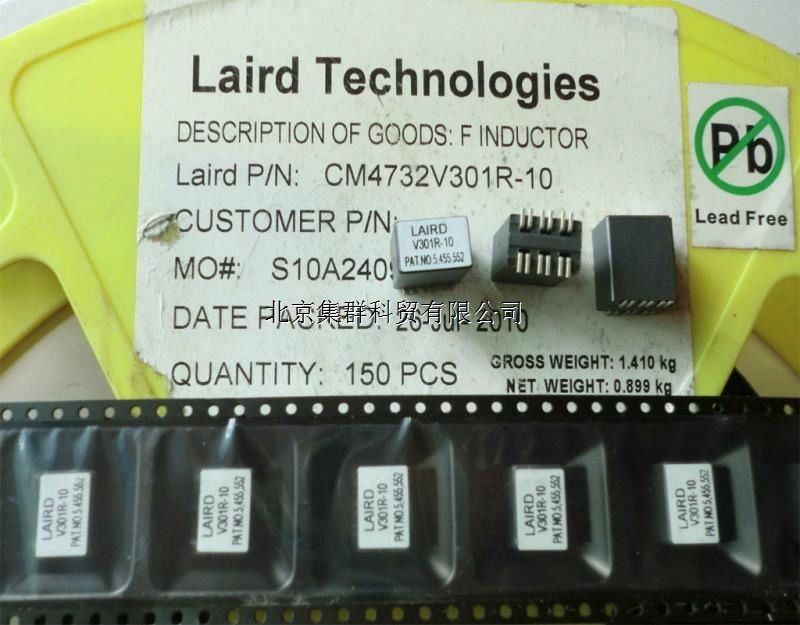 Laird Technologies
DESCRIPTION OF GOODS: F INDUCTOR
Laird P/N: CM4732V301R-10
CUSTOMER P/N:
MO#: S10A2409
DATE PACKED: 26 Jul 2010
QUANTITY: 150 PCS
GROSS WEIGHT: 1.410 kg
NET WEIGHT: 0.899 kg
Pb
Lead Free
LAIRD
V301R-10
PAT.NO.5.455.552
北京集群科贸有限公司
LAIRD
V301R-10
PAT.NO.5,455,552
LAIRD
V301R-10
PAT.NO.5,455,552
LAIRD
V301R-10
PAT.NO.5,455,552
LAIRD
V301R-10
PAT.NO.5,455,552
LAIRD
V301R-10
PAT.NO.5,455,552